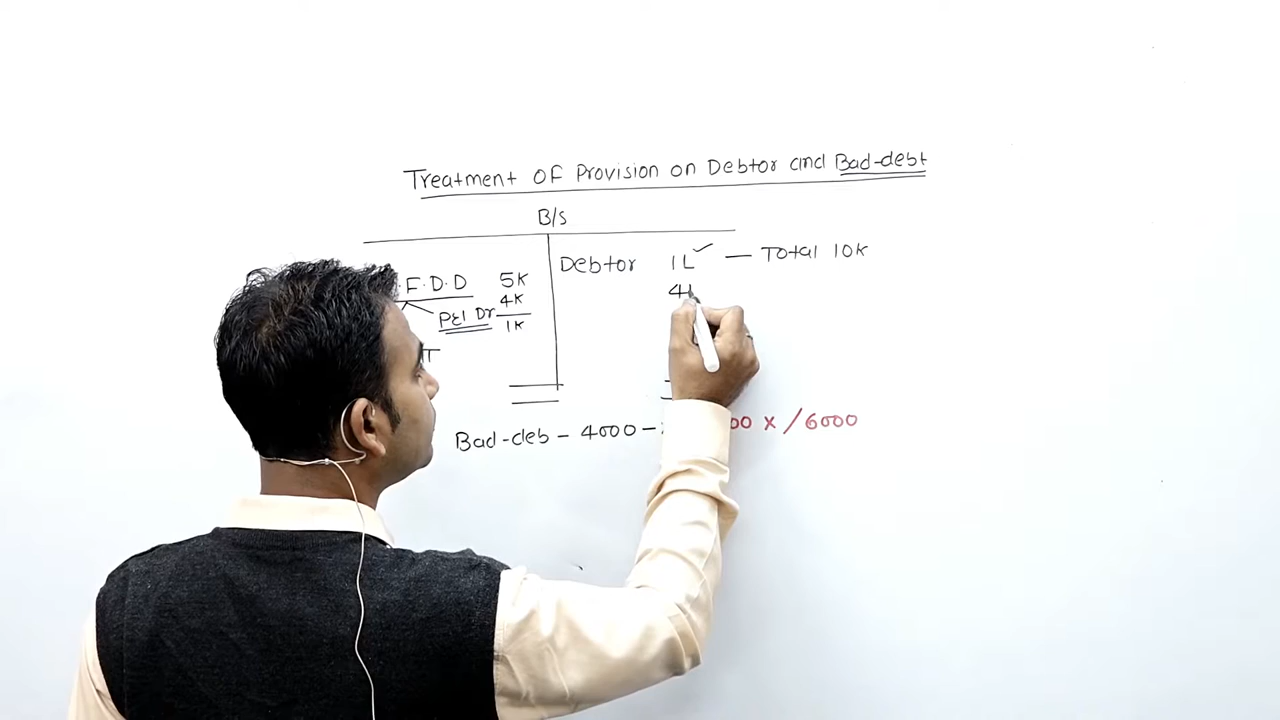 Treatment OF Provision on Debtor and Bad-debt
B/S
Debtor 1L ✓ — Total 10K
.F.D.D 5K
4K
P&l Dr
1K
T
Bad-deb - 4000 -
00 x / 6000